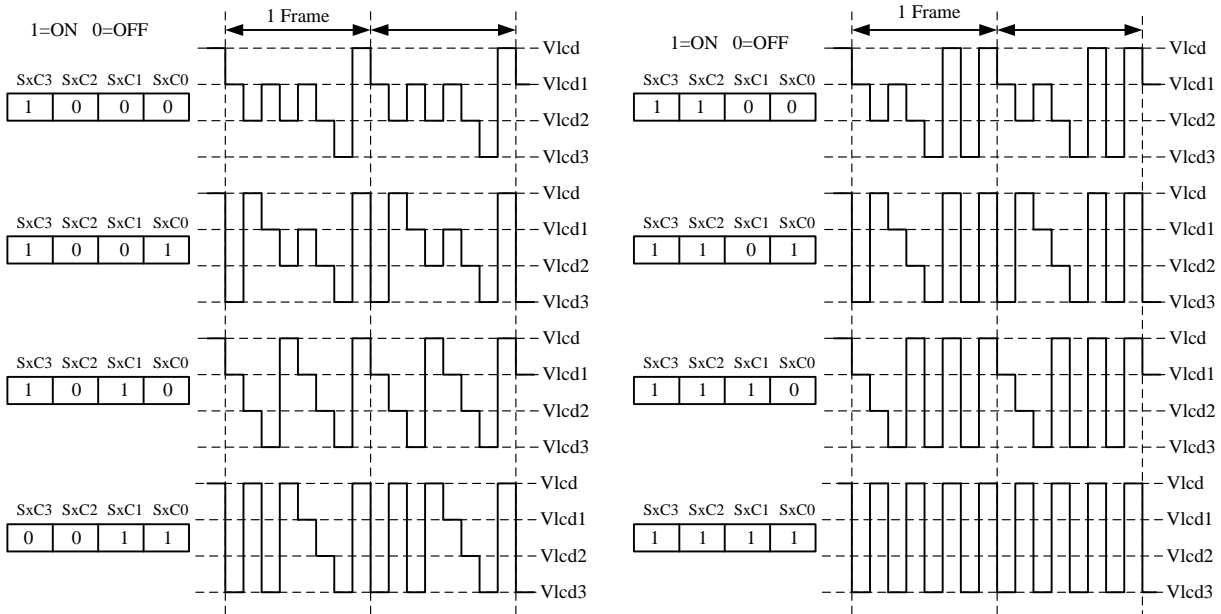 1 Frame
1=ON 0=OFF
SxC3 SxC2 SxC1 SxC0
1 0 0 0
Vlcd
Vlcd1
Vlcd2
Vlcd3
SxC3 SxC2 SxC1 SxC0
1 0 0 1
Vlcd
Vlcd1
Vlcd2
Vlcd3
SxC3 SxC2 SxC1 SxC0
1 0 1 0
Vlcd
Vlcd1
Vlcd2
Vlcd3
SxC3 SxC2 SxC1 SxC0
0 0 1 1
Vlcd
Vlcd1
Vlcd2
Vlcd3
1 Frame
1=ON 0=OFF
SxC3 SxC2 SxC1 SxC0
1 1 0 0
Vlcd
Vlcd1
Vlcd2
Vlcd3
SxC3 SxC2 SxC1 SxC0
1 1 0 1
Vlcd
Vlcd1
Vlcd2
Vlcd3
SxC3 SxC2 SxC1 SxC0
1 1 1 0
Vlcd
Vlcd1
Vlcd2
Vlcd3
SxC3 SxC2 SxC1 SxC0
1 1 1 1
Vlcd
Vlcd1
Vlcd2
Vlcd3